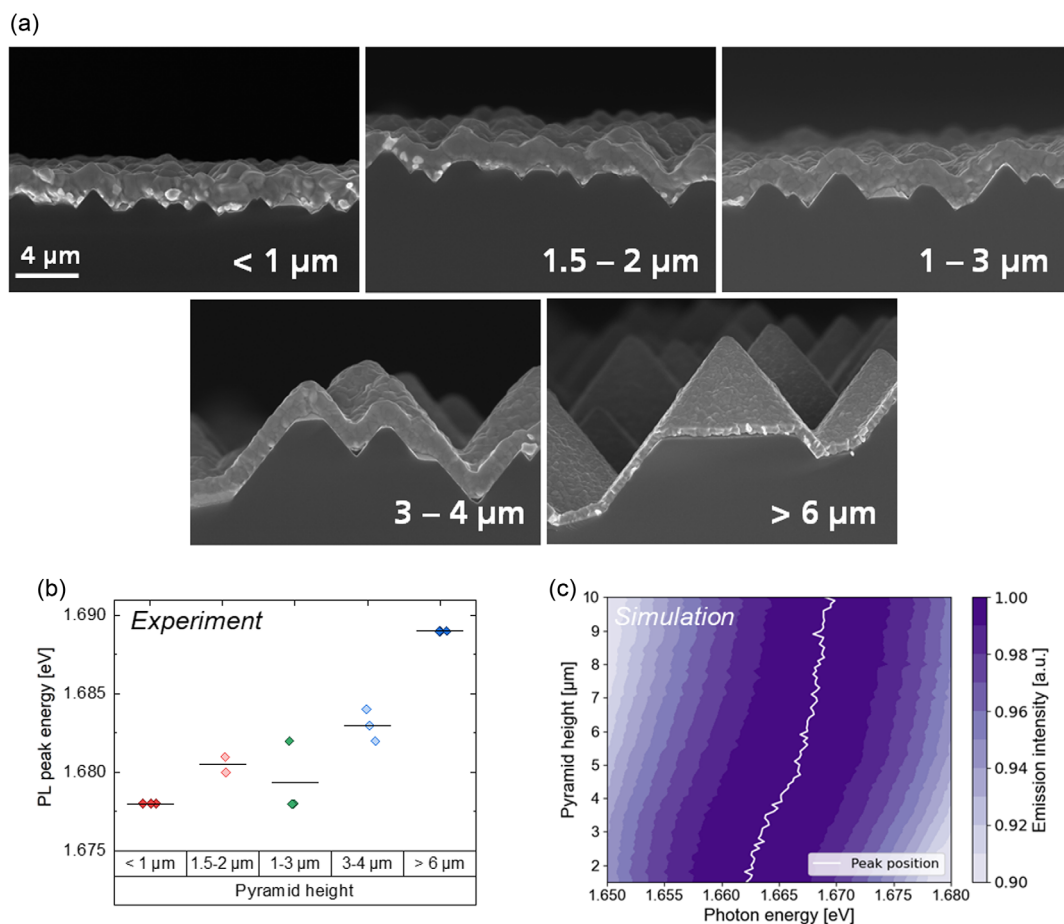 (a)
4 µm
< 1 µm
1.5 – 2 µm
1 – 3 µm
3 – 4 µm
> 6 µm
(b)
Experiment
PL peak energy [eV]
1.690
1.685
1.680
1.675
< 1 µm
1.5-2 µm
1-3 µm
3-4 µm
> 6 µm
Pyramid height
(c)
Simulation
Pyramid height [µm]
10
9
8
7
6
5
4
3
2
Peak position
1.650
1.655
1.660
1.665
1.670
1.675
1.680
Photon energy [eV]
1.00
0.98
0.96
0.94
0.92
0.90
Emission intensity [a.u.]